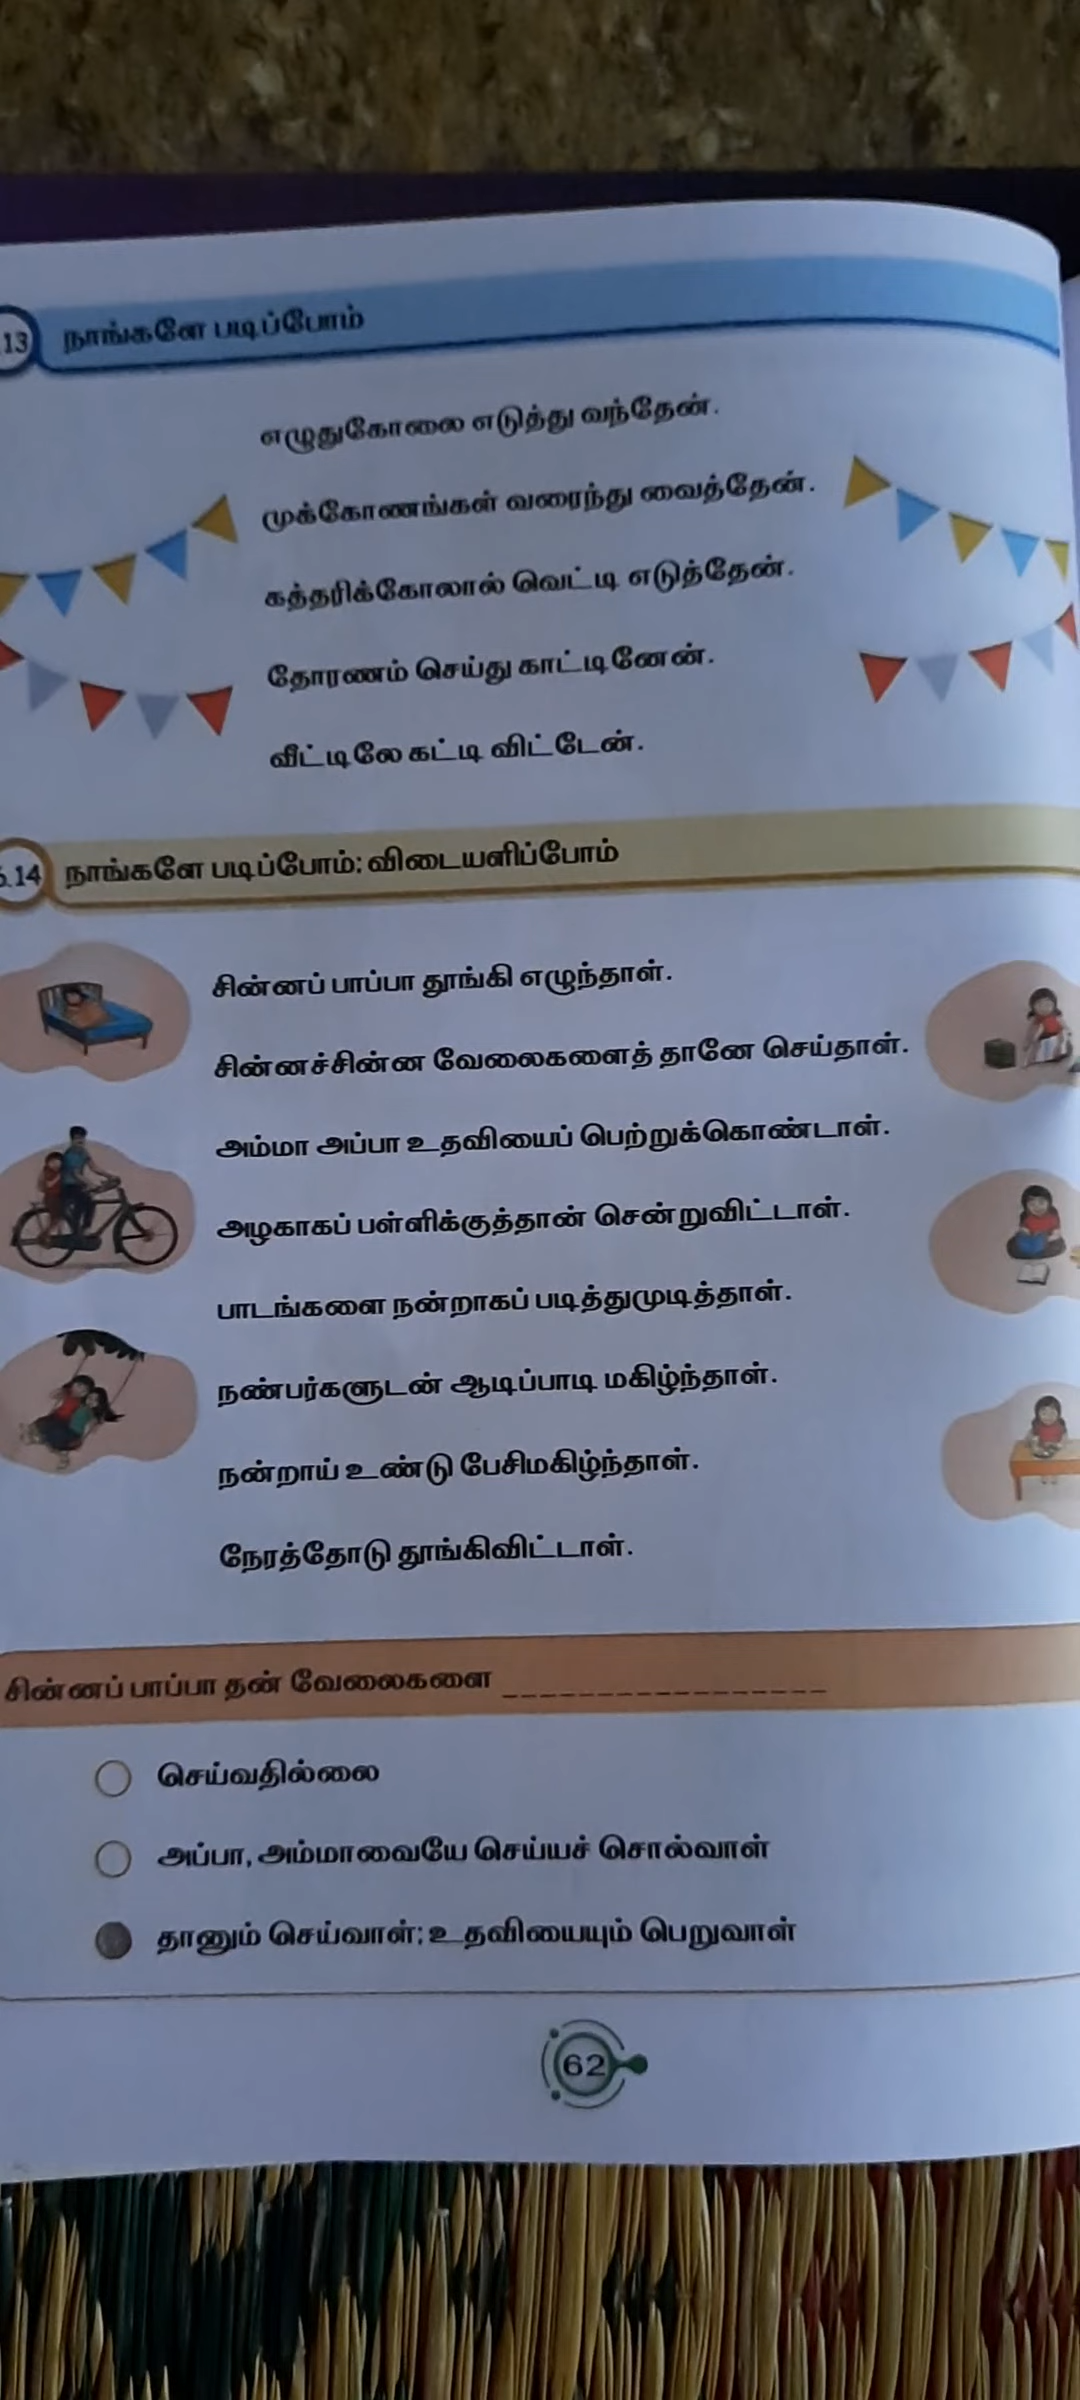 13 நாங்களே படிப்போம்
எழுதுகோலை எடுத்து வந்தேன்.
முக்கோணங்கள் வரைந்து வைத்தேன்.
கத்தரிக்கோலால் வெட்டி எடுத்தேன்.
தோரணம் செய்து காட்டினேன்.
வீட்டிலே கட்டி விட்டேன்.
6.14 நாங்களே படிப்போம்; விடையளிப்போம்
சின்னப் பாப்பா தூங்கி எழுந்தாள்.
சின்னச்சின்ன வேலைகளைத் தானே செய்தாள்.
அம்மா அப்பா உதவியைப் பெற்றுக்கொண்டாள்.
அழகாகப் பள்ளிக்குத்தான் சென்றுவிட்டாள்.
பாடங்களை நன்றாகப் படித்துமுடித்தாள்.
நண்பர்களுடன் ஆடிப்பாடி மகிழ்ந்தாள்.
நன்றாய் உண்டு பேசிமகிழ்ந்தாள்.
நேரத்தோடு தூங்கிவிட்டாள்.
சின்னப் பாப்பா தன் வேலைகளை _________________
செய்வதில்லை
அப்பா, அம்மாவையே செய்யச் சொல்வாள்
தானும் செய்வாள்; உதவியையும் பெறுவாள்
62